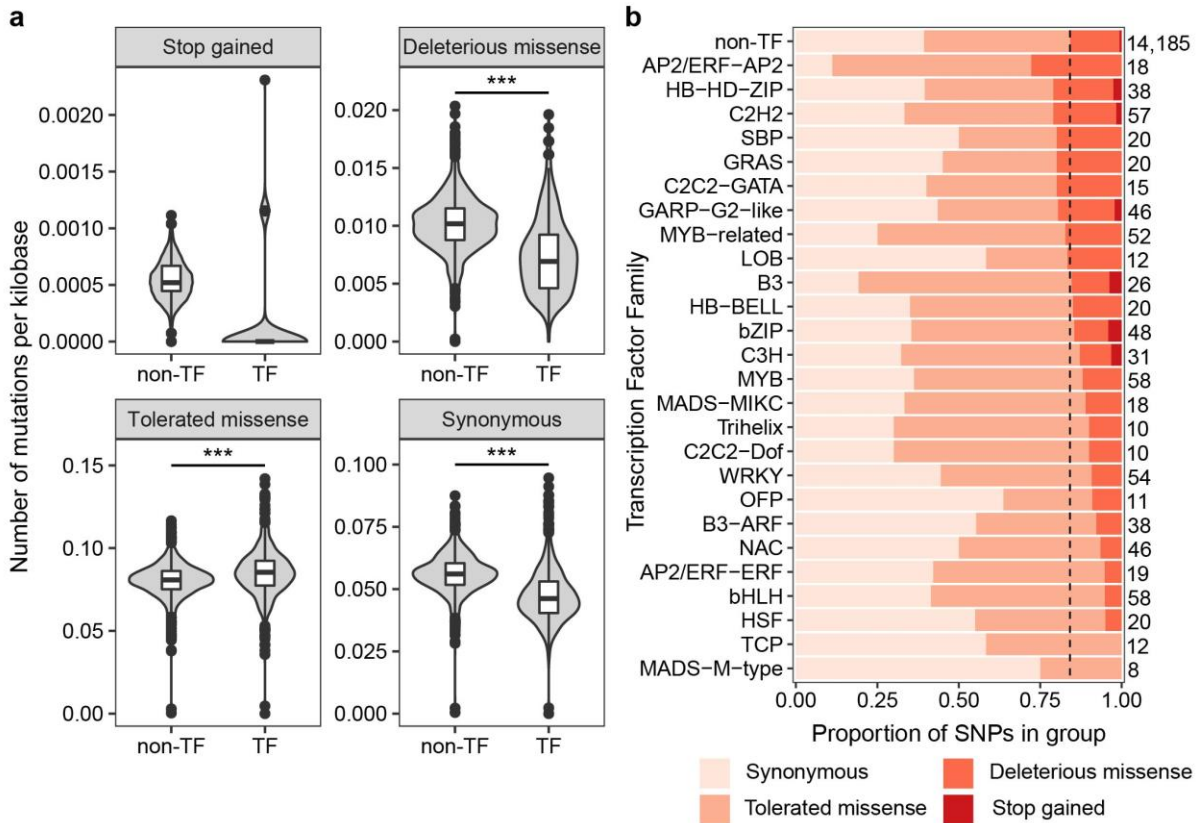 a
Number of mutations per kilobase
Stop gained
0.0020
0.0015
0.0010
0.0005
0.0000
non-TF
TF
Deleterious missense
***
0.020
0.015
0.010
0.005
0.000
non-TF
TF
Tolerated missense
***
0.15
0.10
0.05
0.00
non-TF
TF
Synonymous
***
0.100
0.075
0.050
0.025
0.000
non-TF
TF
b
Transcription Factor Family
non-TF 14,185
AP2/ERF-AP2 18
HB-HD-ZIP 38
C2H2 57
SBP 20
GRAS 20
C2C2-GATA 15
GARP-G2-like 46
MYB-related 52
LOB 12
B3 26
HB-BELL 20
bZIP 48
C3H 31
MYB 58
MADS-MIKC 18
Trihelix 10
C2C2-Dof 10
WRKY 54
OFP 11
B3-ARF 38
NAC 46
AP2/ERF-ERF 19
bHLH 58
HSF 20
TCP 12
MADS-M-type 8
0.00 0.25 0.50 0.75 1.00
Proportion of SNPs in group
Synonymous
Deleterious missense
Tolerated missense
Stop gained